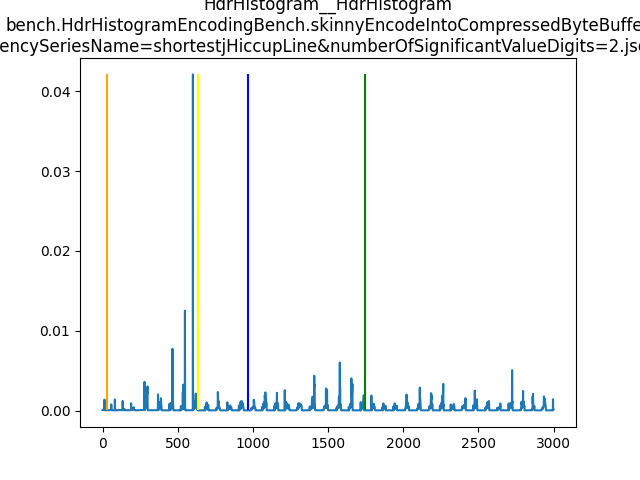 HdrHistogram__HdrHistogram
bench.HdrHistogramEncodingBench.skinnyEncodeIntoCompressedByteBuffe
encySeriesName=shortestjHiccupLine&numberOfSignificantValueDigits=2.js
0.04
0.03
0.02
0.01
0.00
0 500 1000 1500 2000 2500 3000